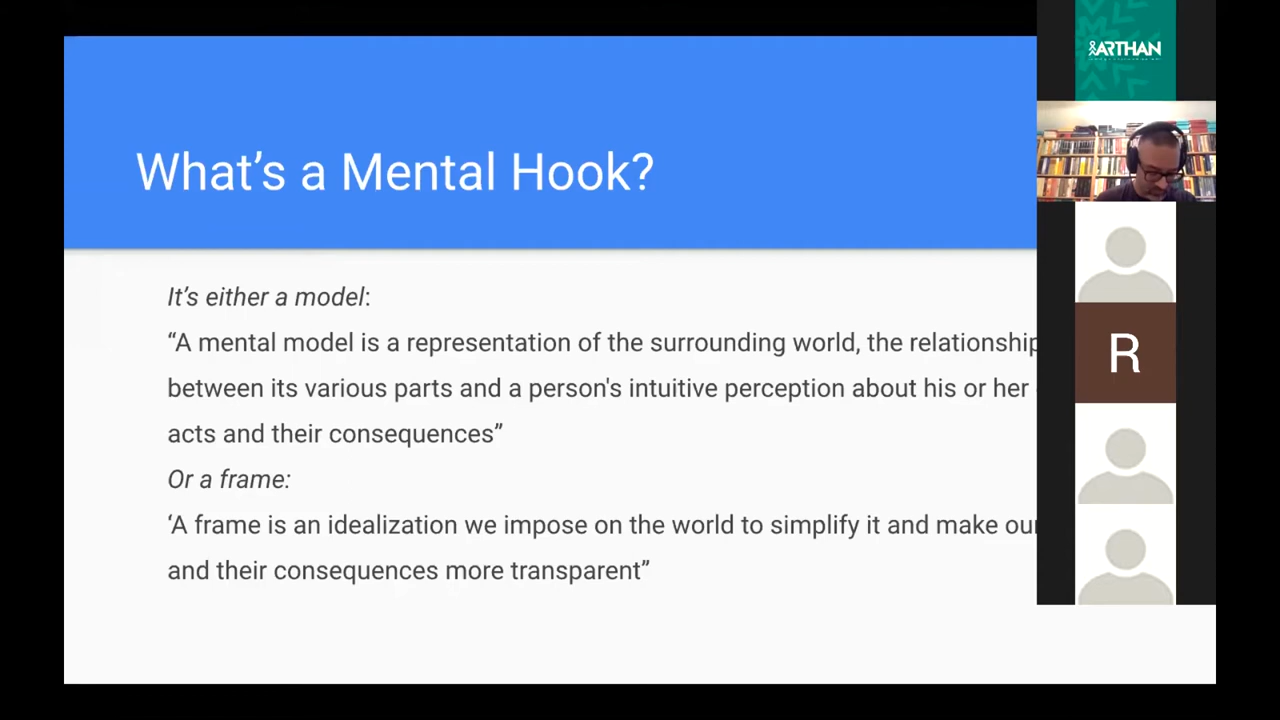 What’s a Mental Hook?
It’s either a model:
“A mental model is a representation of the surrounding world, the relationship
between its various parts and a person's intuitive perception about his or her
acts and their consequences”
Or a frame:
‘A frame is an idealization we impose on the world to simplify it and make our
and their consequences more transparent”
ARTHAN
R